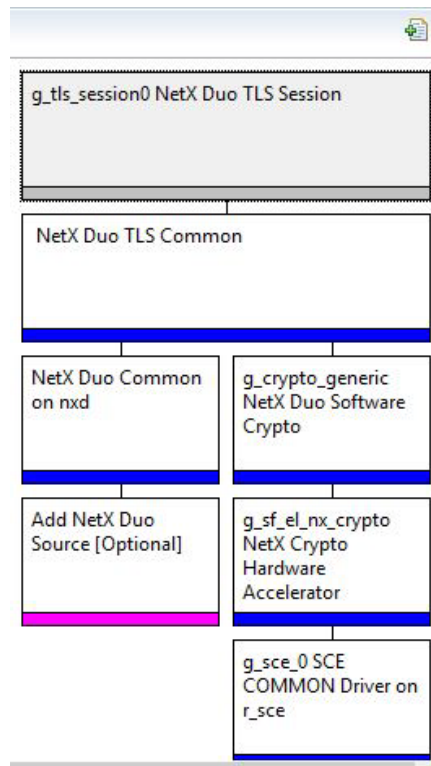 g_tls_session0 NetX Duo TLS Session
NetX Duo TLS Common
NetX Duo Common
on nxd
g_crypto_generic
NetX Duo Software
Crypto
Add NetX Duo
Source [Optional]
g_sf_el_nx_crypto
NetX Crypto
Hardware
Accelerator
g_sce_0 SCE
COMMON Driver on
r_sce